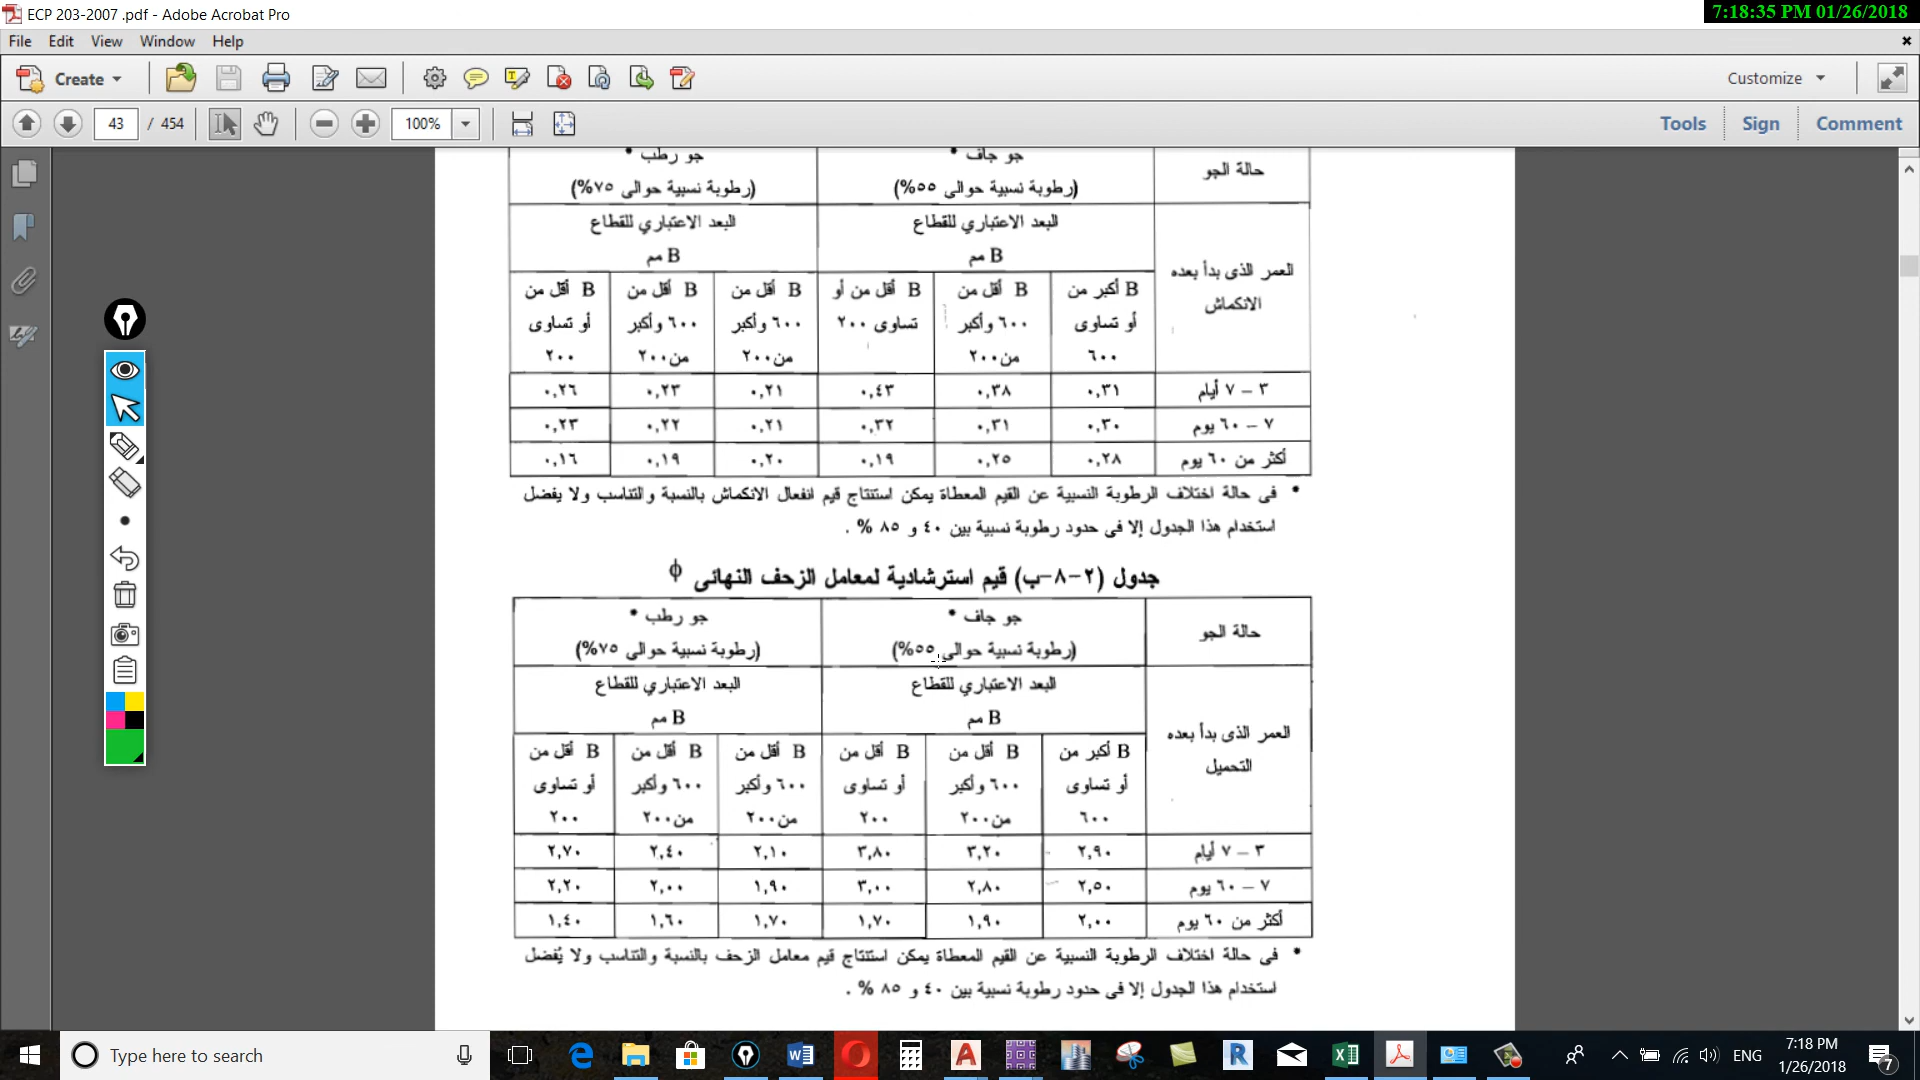 ECP 203-2007 .pdf - Adobe Acrobat Pro
7:18:35 PM 01/26/2018
File Edit View Window Help
Create
Customize
43 / 454
100%
Tools Sign Comment
حالة الجو جو جاف * جو رطب *
(رطوبة نسبية حوالى ٥٥%) (رطوبة نسبية حوالى ٧٥%)
البعد الاعتباري للقطاع البعد الاعتباري للقطاع
B مم B مم
العمر الذى بدأ بعده
الانكماش
B أكبر من B أقل من B أقل من أو B أقل من B أقل من B أقل من
أو تساوى ٦٠٠ وأكبر تساوى ٢٠٠ ٦٠٠ وأكبر ٦٠٠ وأكبر أو تساوى
٦٠٠ من ٢٠٠ من ٢٠٠ من ٢٠٠ ٢٠٠
٣ – ٧ أيام ٠,٣١ ٠,٣٨ ٠,٤٣ ٠,٢١ ٠,٢٣ ٠,٢٦
٧ – ٦٠ يوم ٠,٣٠ ٠,٣١ ٠,٣٢ ٠,٢١ ٠,٢٢ ٠,٢٣
أكثر من ٦٠ يوم ٠,٢٨ ٠,٢٥ ٠,١٩ ٠,٢٠ ٠,١٩ ٠,١٦
* فى حالة اختلاف الرطوبة النسبية عن القيم المعطاة يمكن استنتاج قيم انفعال الانكماش بالنسبة والتناسب ولا يفضل
استخدام هذا الجدول إلا فى حدود رطوبة نسبية بين ٤٠ و ٨٥ % .
جدول (٢-٨-ب) قيم استرشادية لمعامل الزحف النهائى ϕ
حالة الجو جو جاف * جو رطب *
(رطوبة نسبية حوالى ٥٥%) (رطوبة نسبية حوالى ٧٥%)
البعد الاعتباري للقطاع البعد الاعتباري للقطاع
B مم B مم
العمر الذى بدأ بعده
التحميل
B أكبر من B أقل من B أقل من B أقل من B أقل من B أقل من
أو تساوى ٦٠٠ وأكبر أو تساوى ٦٠٠ وأكبر ٦٠٠ وأكبر أو تساوى
٦٠٠ من ٢٠٠ ٢٠٠ من ٢٠٠ من ٢٠٠ ٢٠٠
٣ – ٧ أيام ٢,٩٠ ٣,٢٠ ٣,٨٠ ٢,١٠ ٢,٤٠ ٢,٧٠
٧ – ٦٠ يوم ٢,٥٠ ٢,٨٠ ٣,٠٠ ١,٩٠ ٢,٠٠ ٢,٢٠
أكثر من ٦٠ يوم ٢,٠٠ ١,٩٠ ١,٧٠ ١,٧٠ ١,٦٠ ١,٤٠
* فى حالة اختلاف الرطوبة النسبية عن القيم المعطاة يمكن استنتاج قيم معامل الزحف بالنسبة والتناسب ولا يُفضل
استخدام هذا الجدول إلا فى حدود رطوبة نسبية بين ٤٠ و ٨٥ % .
Type here to search
ENG
7:18 PM
1/26/2018
7